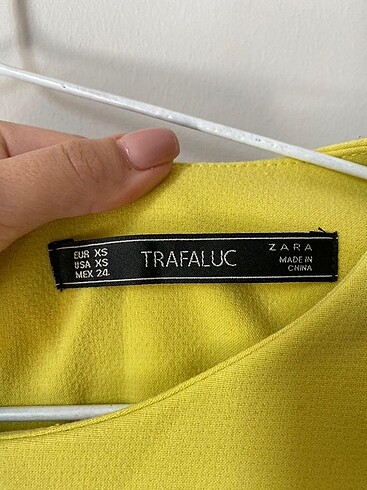 EUR XS
USA XS
MEX 24
TRAFALUC
ZARA
MADE IN
CHINA